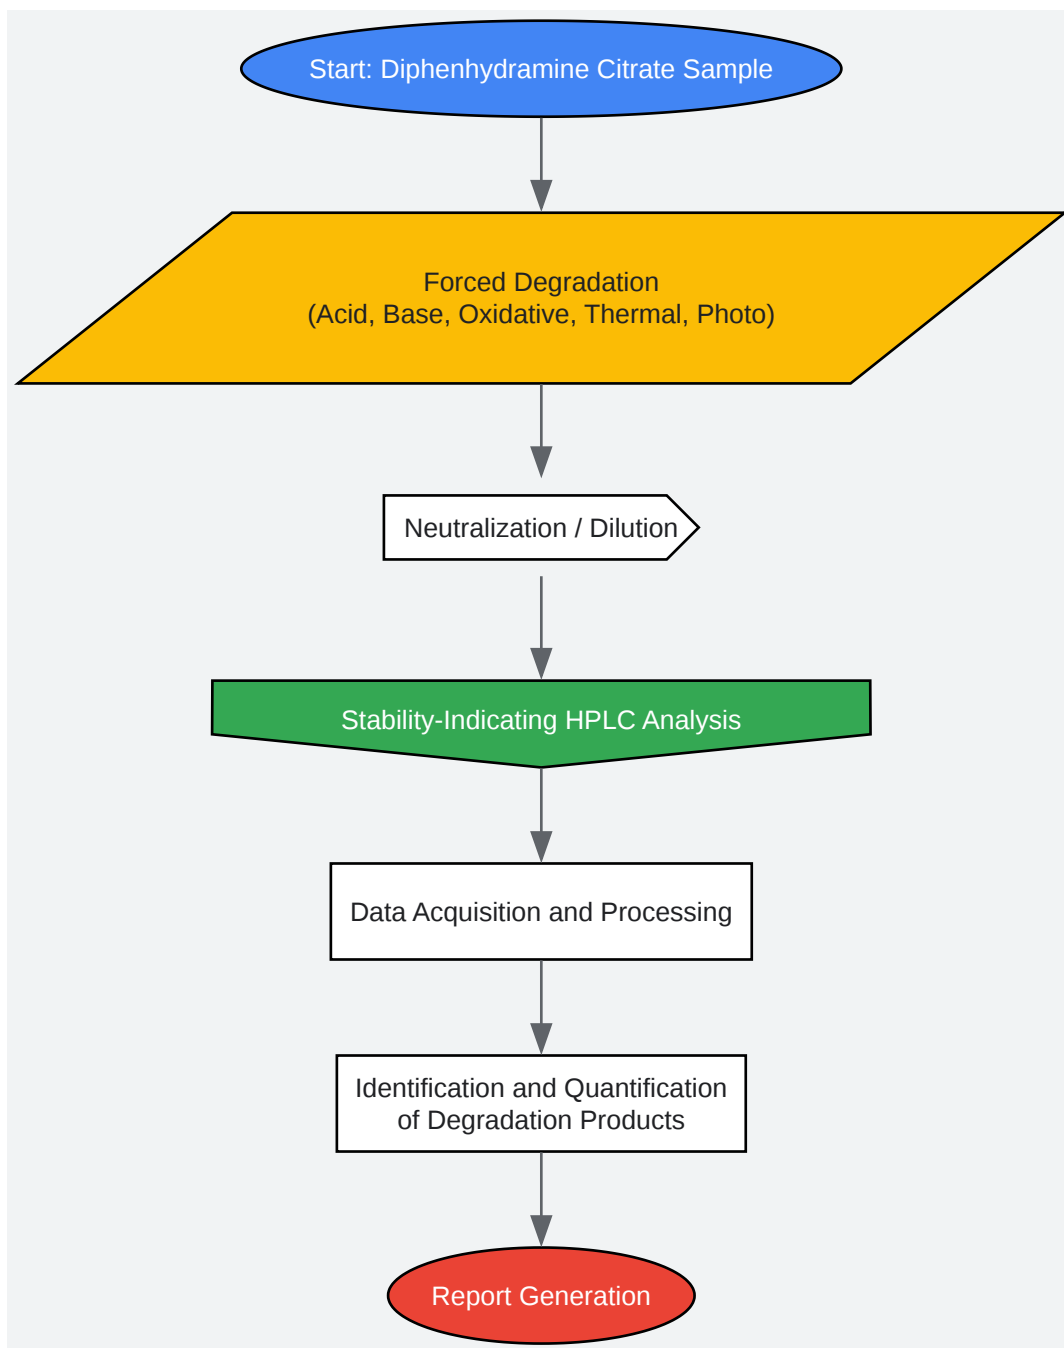 Start: Diphenhydramine Citrate Sample
Forced Degradation
(Acid, Base, Oxidative, Thermal, Photo)
Neutralization / Dilution
Stability-Indicating HPLC Analysis
Data Acquisition and Processing
Identification and Quantification
of Degradation Products
Report Generation